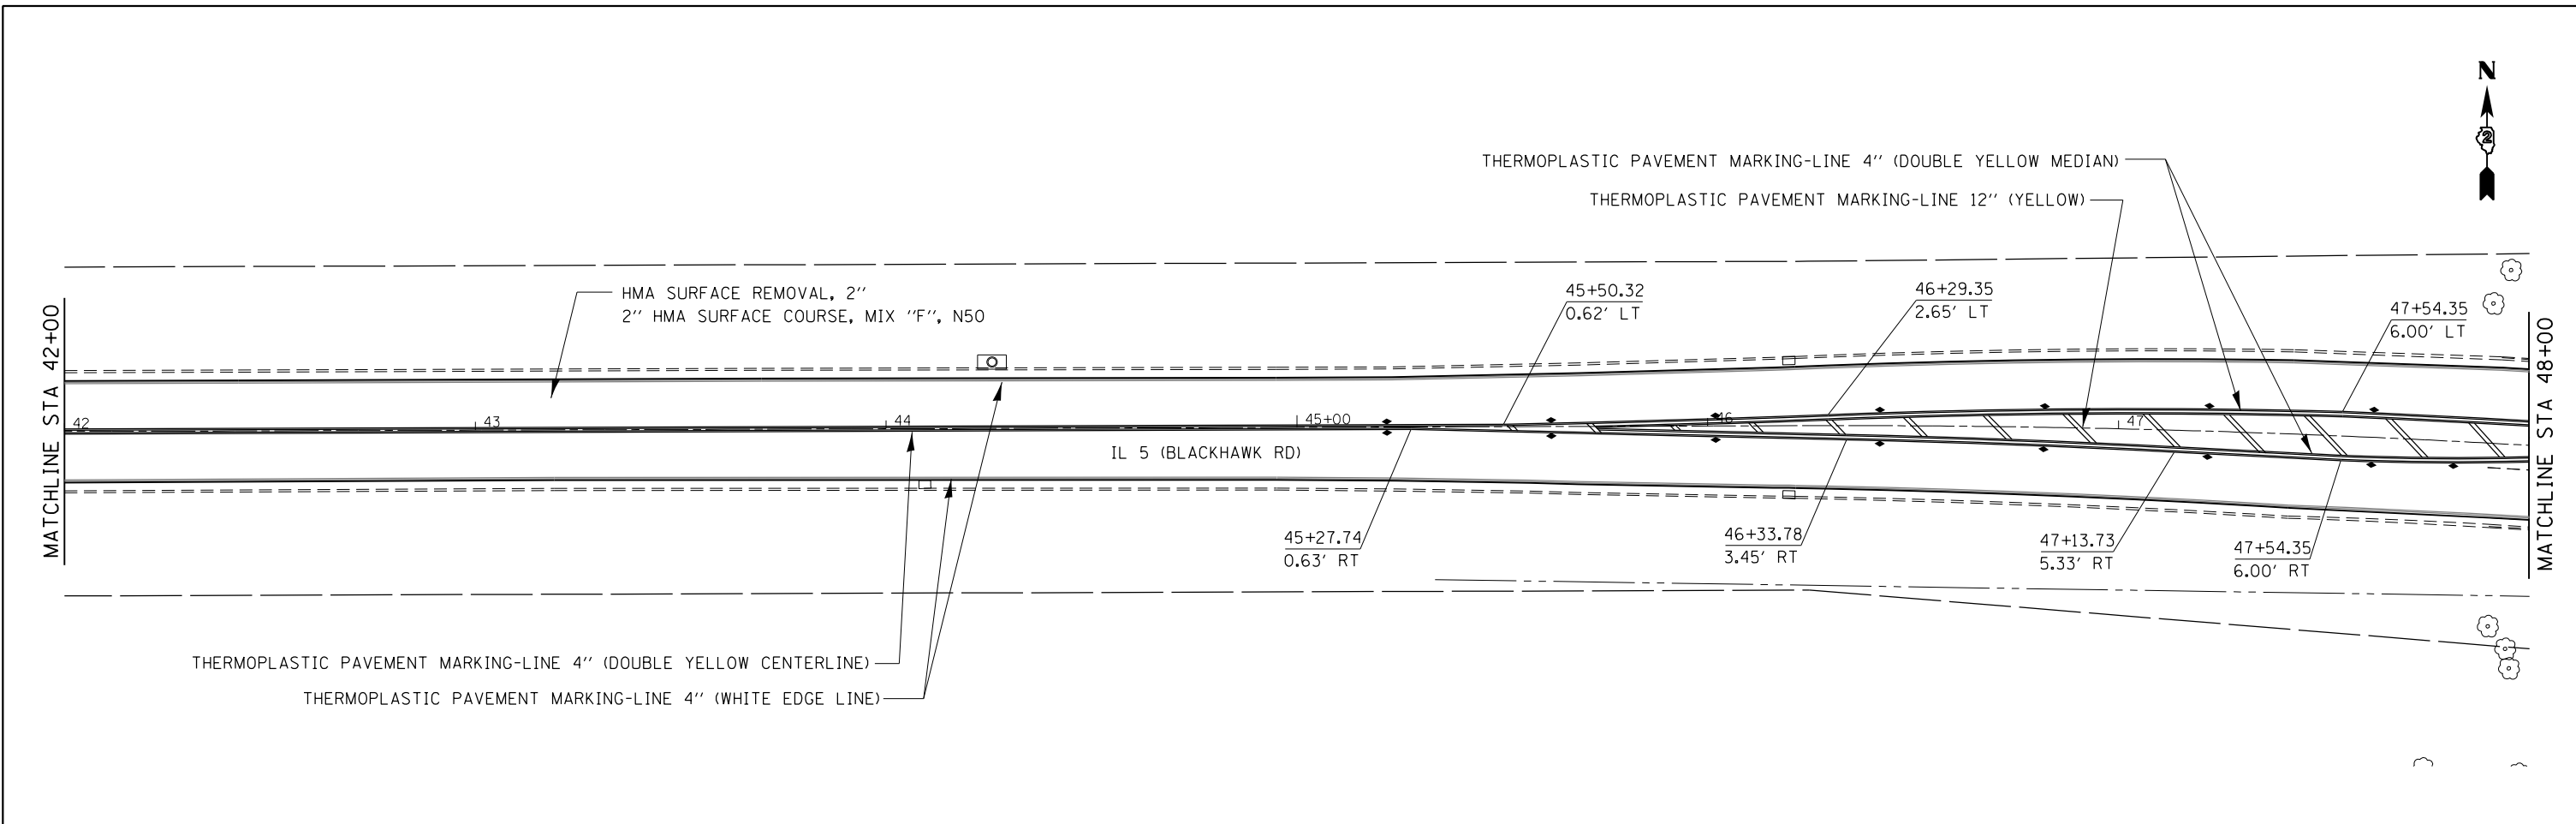 N
2
THERMOPLASTIC PAVEMENT MARKING-LINE 4" (DOUBLE YELLOW MEDIAN)
THERMOPLASTIC PAVEMENT MARKING-LINE 12" (YELLOW)
HMA SURFACE REMOVAL, 2"
2" HMA SURFACE COURSE, MIX "F", N50
45+50.32
0.62' LT
46+29.35
2.65' LT
47+54.35
6.00' LT
MATCHLINE STA 42+00
42
43
44
45+00
46
47
MATCHLINE STA 48+00
IL 5 (BLACKHAWK RD)
45+27.74
0.63' RT
46+33.78
3.45' RT
47+13.73
5.33' RT
47+54.35
6.00' RT
THERMOPLASTIC PAVEMENT MARKING-LINE 4" (DOUBLE YELLOW CENTERLINE)
THERMOPLASTIC PAVEMENT MARKING-LINE 4" (WHITE EDGE LINE)